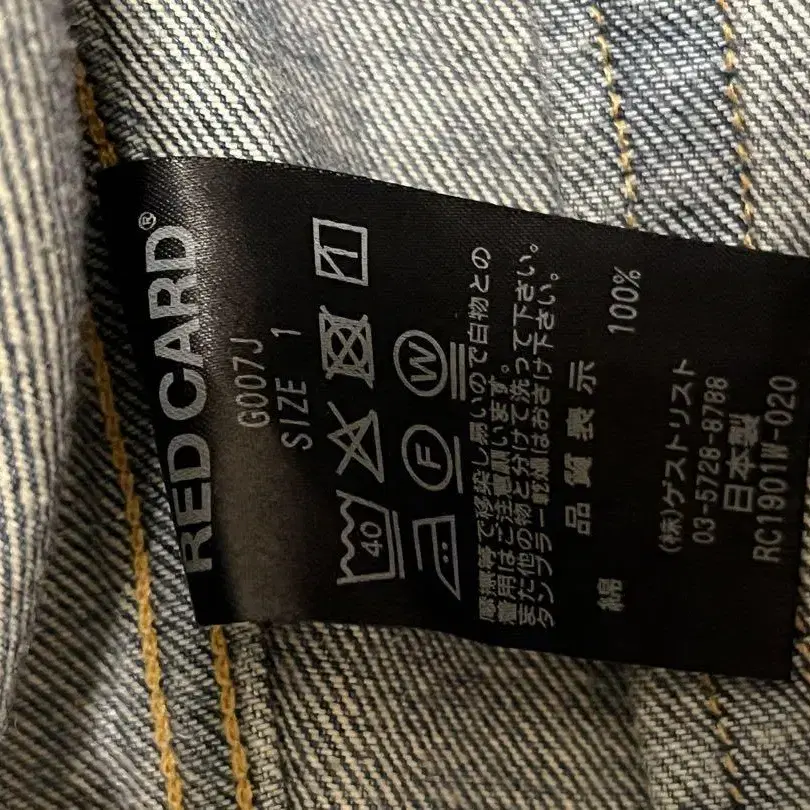 RED CARD®
G007J
SIZE 1
40
F
W
摩擦等で移染し易いので白物との
着用はご注意願います。
また他の物と分けて洗って下さい。
タンブラー乾燥はおさけ下さい。
品質表示
綿 100%
(株)ゲストリスト
03-5728-8788
日本製
RC1901W-020